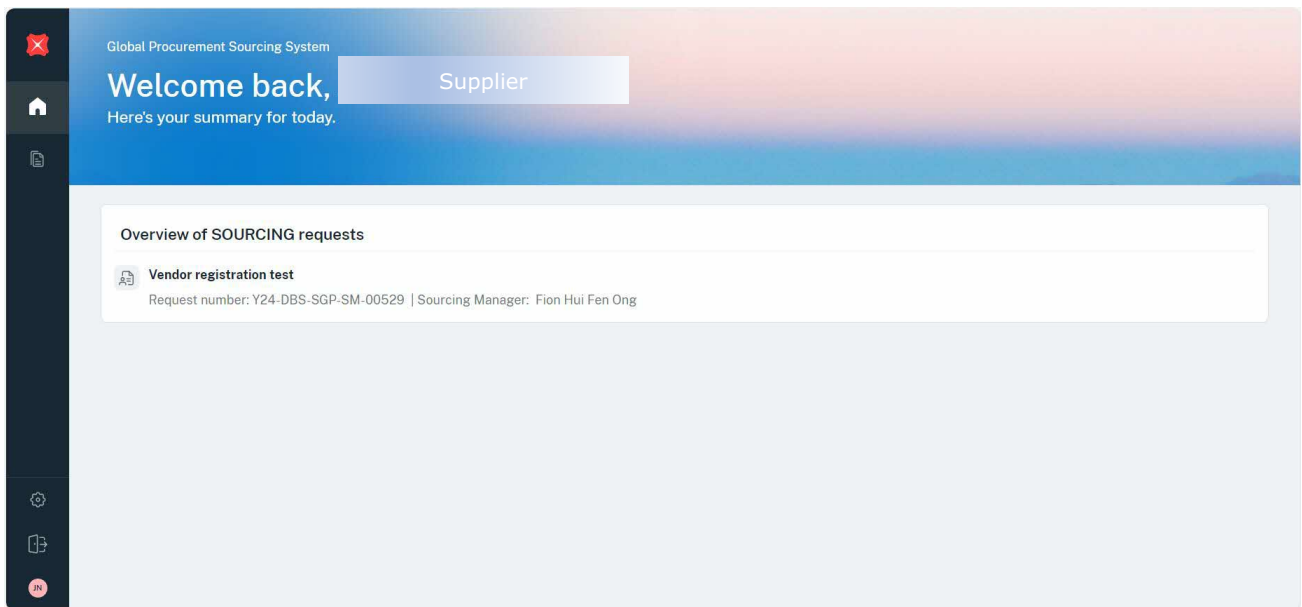 Global Procurement Sourcing System
Welcome back, Supplier
Here's your summary for today.
Overview of SOURCING requests
Vendor registration test
Request number: Y24-DBS-SGP-SM-00529 | Sourcing Manager: Fion Hui Fen Ong
JN